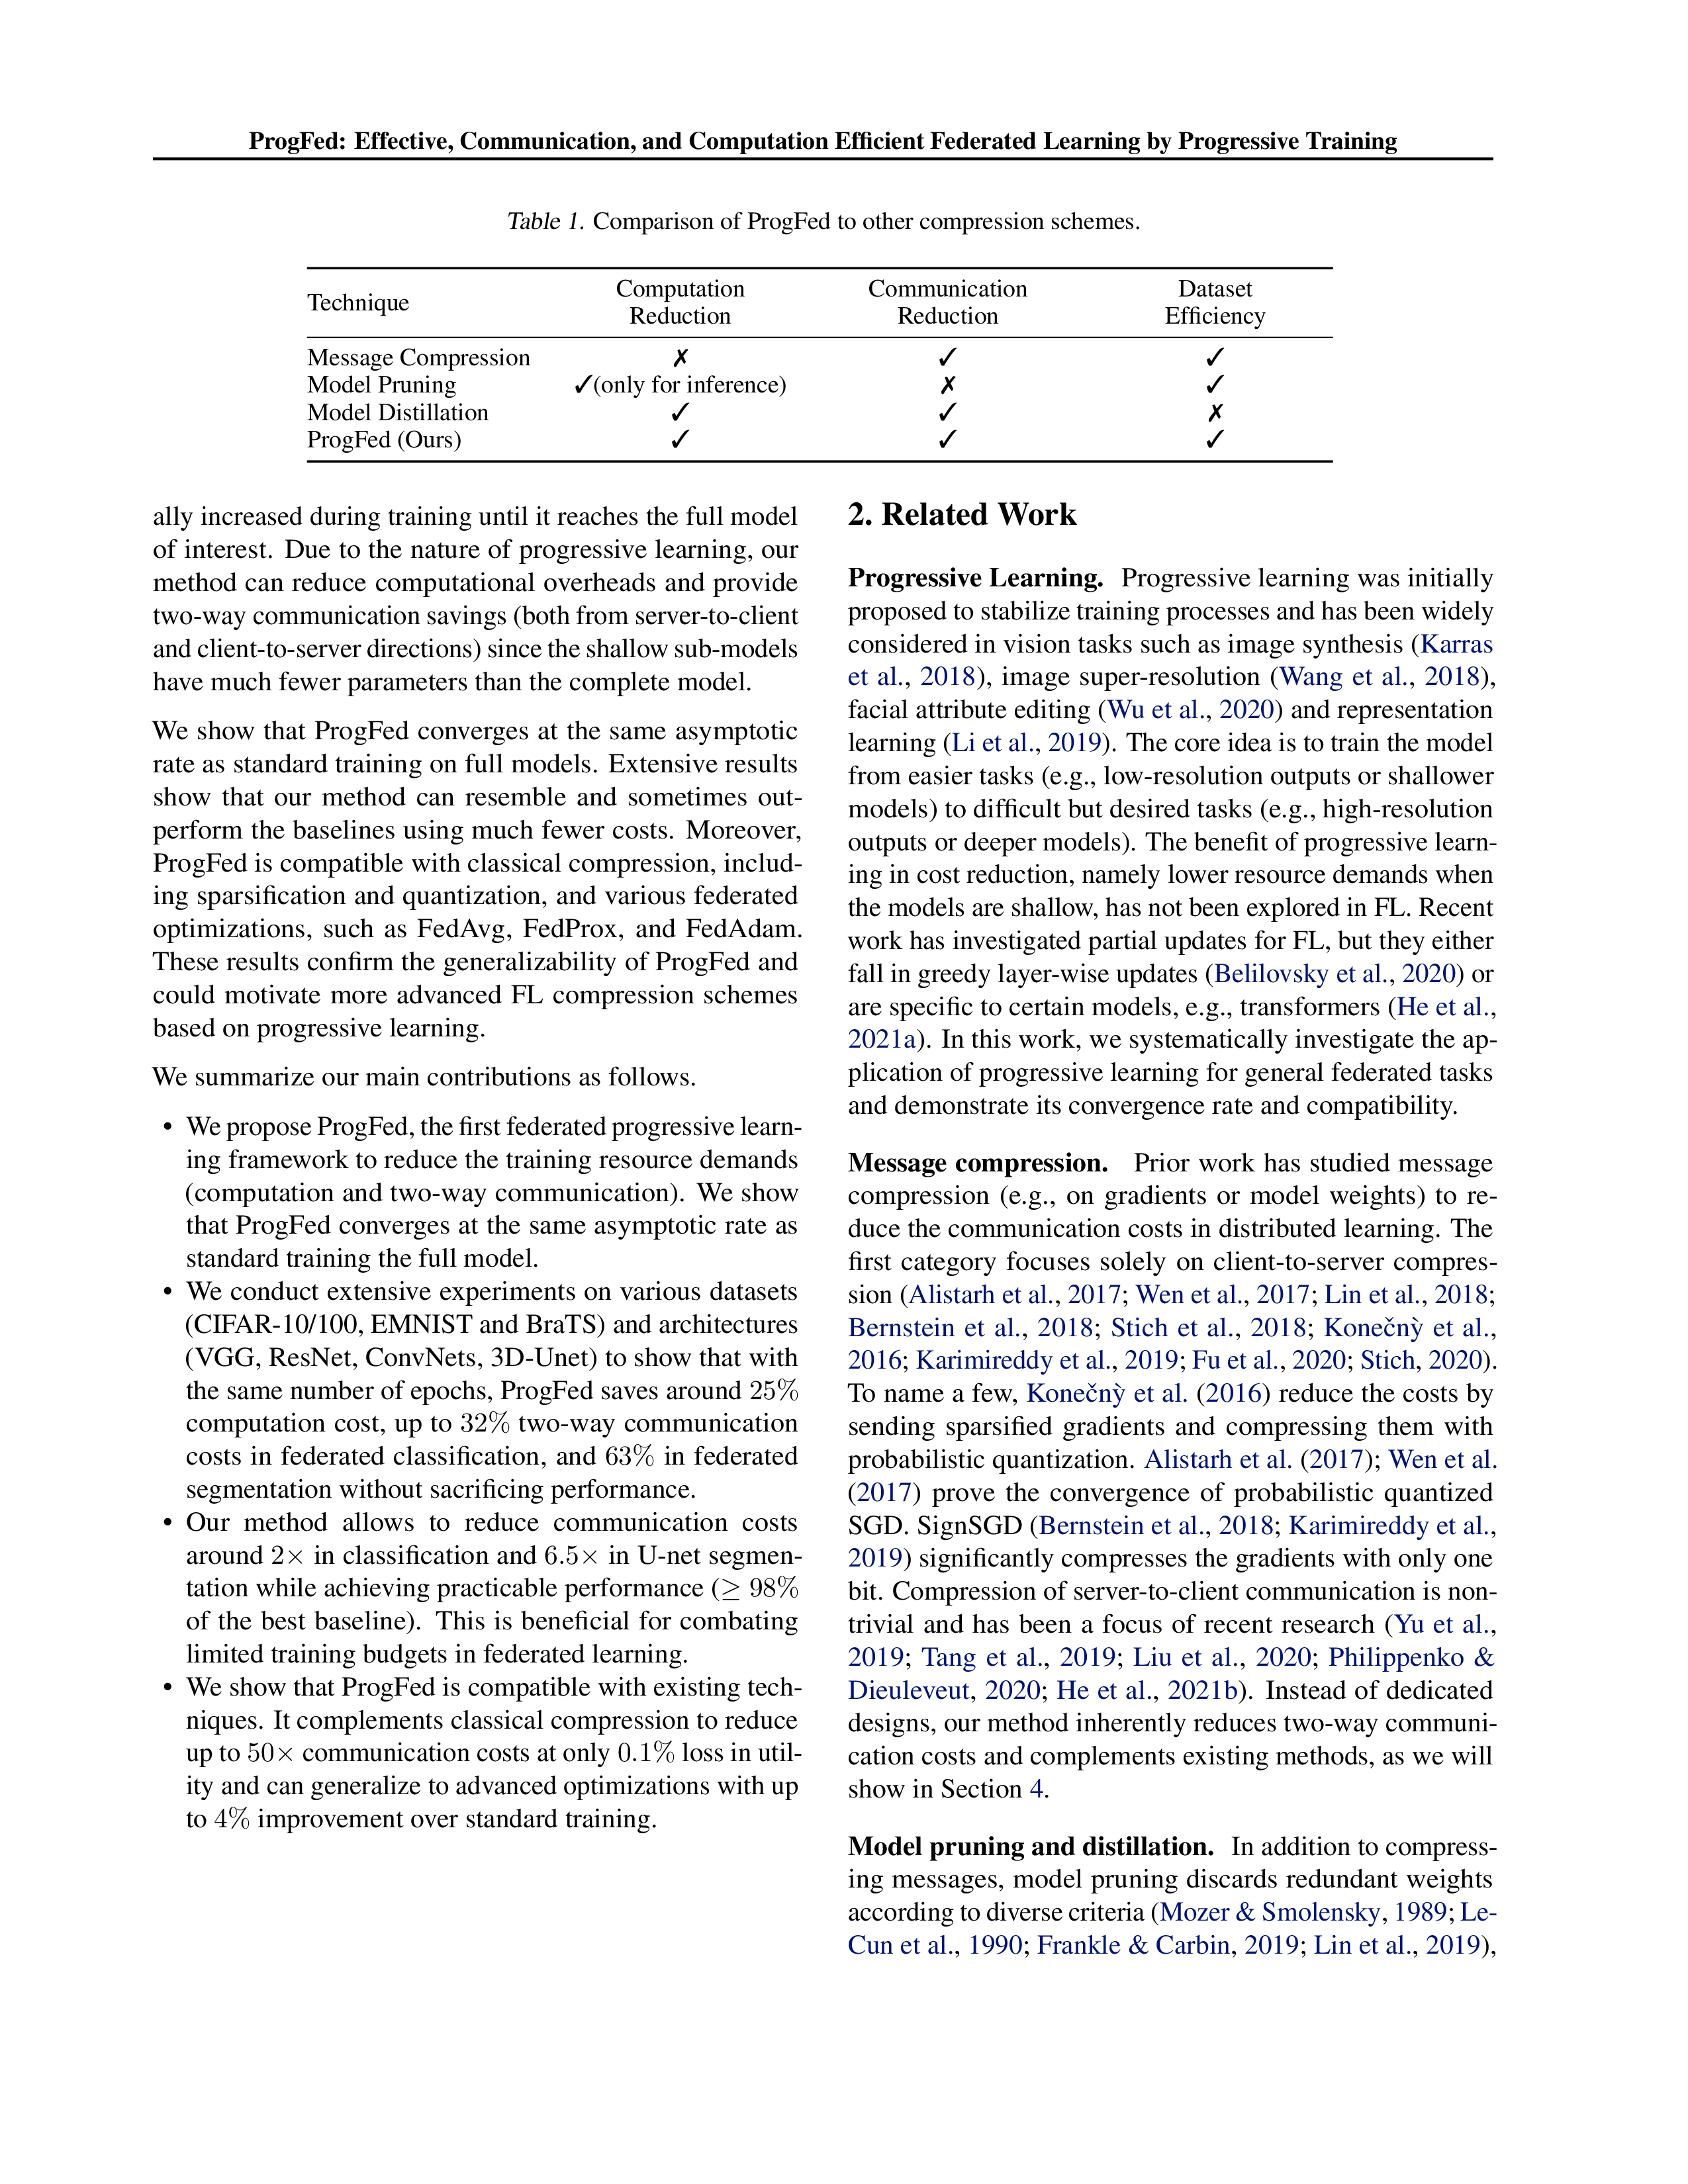 ProgFed: Effective, Communication, and Computation Efficient Federated Learning by Progressive Training
Table 1. Comparison of ProgFed to other compression schemes.
Technique Computation Reduction Communication Reduction Dataset Efficiency
Message Compression ✗ ✓ ✓
Model Pruning ✓(only for inference) ✗ ✓
Model Distillation ✓ ✓ ✗
ProgFed (Ours) ✓ ✓ ✓
ally increased during training until it reaches the full model
of interest. Due to the nature of progressive learning, our
method can reduce computational overheads and provide
two-way communication savings (both from server-to-client
and client-to-server directions) since the shallow sub-models
have much fewer parameters than the complete model.
We show that ProgFed converges at the same asymptotic
rate as standard training on full models. Extensive results
show that our method can resemble and sometimes out-
perform the baselines using much fewer costs. Moreover,
ProgFed is compatible with classical compression, includ-
ing sparsification and quantization, and various federated
optimizations, such as FedAvg, FedProx, and FedAdam.
These results confirm the generalizability of ProgFed and
could motivate more advanced FL compression schemes
based on progressive learning.
We summarize our main contributions as follows.
• We propose ProgFed, the first federated progressive learn-
ing framework to reduce the training resource demands
(computation and two-way communication). We show
that ProgFed converges at the same asymptotic rate as
standard training the full model.
• We conduct extensive experiments on various datasets
(CIFAR-10/100, EMNIST and BraTS) and architectures
(VGG, ResNet, ConvNets, 3D-Unet) to show that with
the same number of epochs, ProgFed saves around 25%
computation cost, up to 32% two-way communication
costs in federated classification, and 63% in federated
segmentation without sacrificing performance.
• Our method allows to reduce communication costs
around 2× in classification and 6.5× in U-net segmen-
tation while achieving practicable performance (≥ 98%
of the best baseline). This is beneficial for combating
limited training budgets in federated learning.
• We show that ProgFed is compatible with existing tech-
niques. It complements classical compression to reduce
up to 50× communication costs at only 0.1% loss in util-
ity and can generalize to advanced optimizations with up
to 4% improvement over standard training.
2. Related Work
Progressive Learning. Progressive learning was initially
proposed to stabilize training processes and has been widely
considered in vision tasks such as image synthesis (Karras
et al., 2018), image super-resolution (Wang et al., 2018),
facial attribute editing (Wu et al., 2020) and representation
learning (Li et al., 2019). The core idea is to train the model
from easier tasks (e.g., low-resolution outputs or shallower
models) to difficult but desired tasks (e.g., high-resolution
outputs or deeper models). The benefit of progressive learn-
ing in cost reduction, namely lower resource demands when
the models are shallow, has not been explored in FL. Recent
work has investigated partial updates for FL, but they either
fall in greedy layer-wise updates (Belilovsky et al., 2020) or
are specific to certain models, e.g., transformers (He et al.,
2021a). In this work, we systematically investigate the ap-
plication of progressive learning for general federated tasks
and demonstrate its convergence rate and compatibility.
Message compression. Prior work has studied message
compression (e.g., on gradients or model weights) to re-
duce the communication costs in distributed learning. The
first category focuses solely on client-to-server compres-
sion (Alistarh et al., 2017; Wen et al., 2017; Lin et al., 2018;
Bernstein et al., 2018; Stich et al., 2018; Konečnỳ et al.,
2016; Karimireddy et al., 2019; Fu et al., 2020; Stich, 2020).
To name a few, Konečnỳ et al. (2016) reduce the costs by
sending sparsified gradients and compressing them with
probabilistic quantization. Alistarh et al. (2017); Wen et al.
(2017) prove the convergence of probabilistic quantized
SGD. SignSGD (Bernstein et al., 2018; Karimireddy et al.,
2019) significantly compresses the gradients with only one
bit. Compression of server-to-client communication is non-
trivial and has been a focus of recent research (Yu et al.,
2019; Tang et al., 2019; Liu et al., 2020; Philippenko &
Dieuleveut, 2020; He et al., 2021b). Instead of dedicated
designs, our method inherently reduces two-way communi-
cation costs and complements existing methods, as we will
show in Section 4.
Model pruning and distillation. In addition to compress-
ing messages, model pruning discards redundant weights
according to diverse criteria (Mozer & Smolensky, 1989; Le-
Cun et al., 1990; Frankle & Carbin, 2019; Lin et al., 2019),